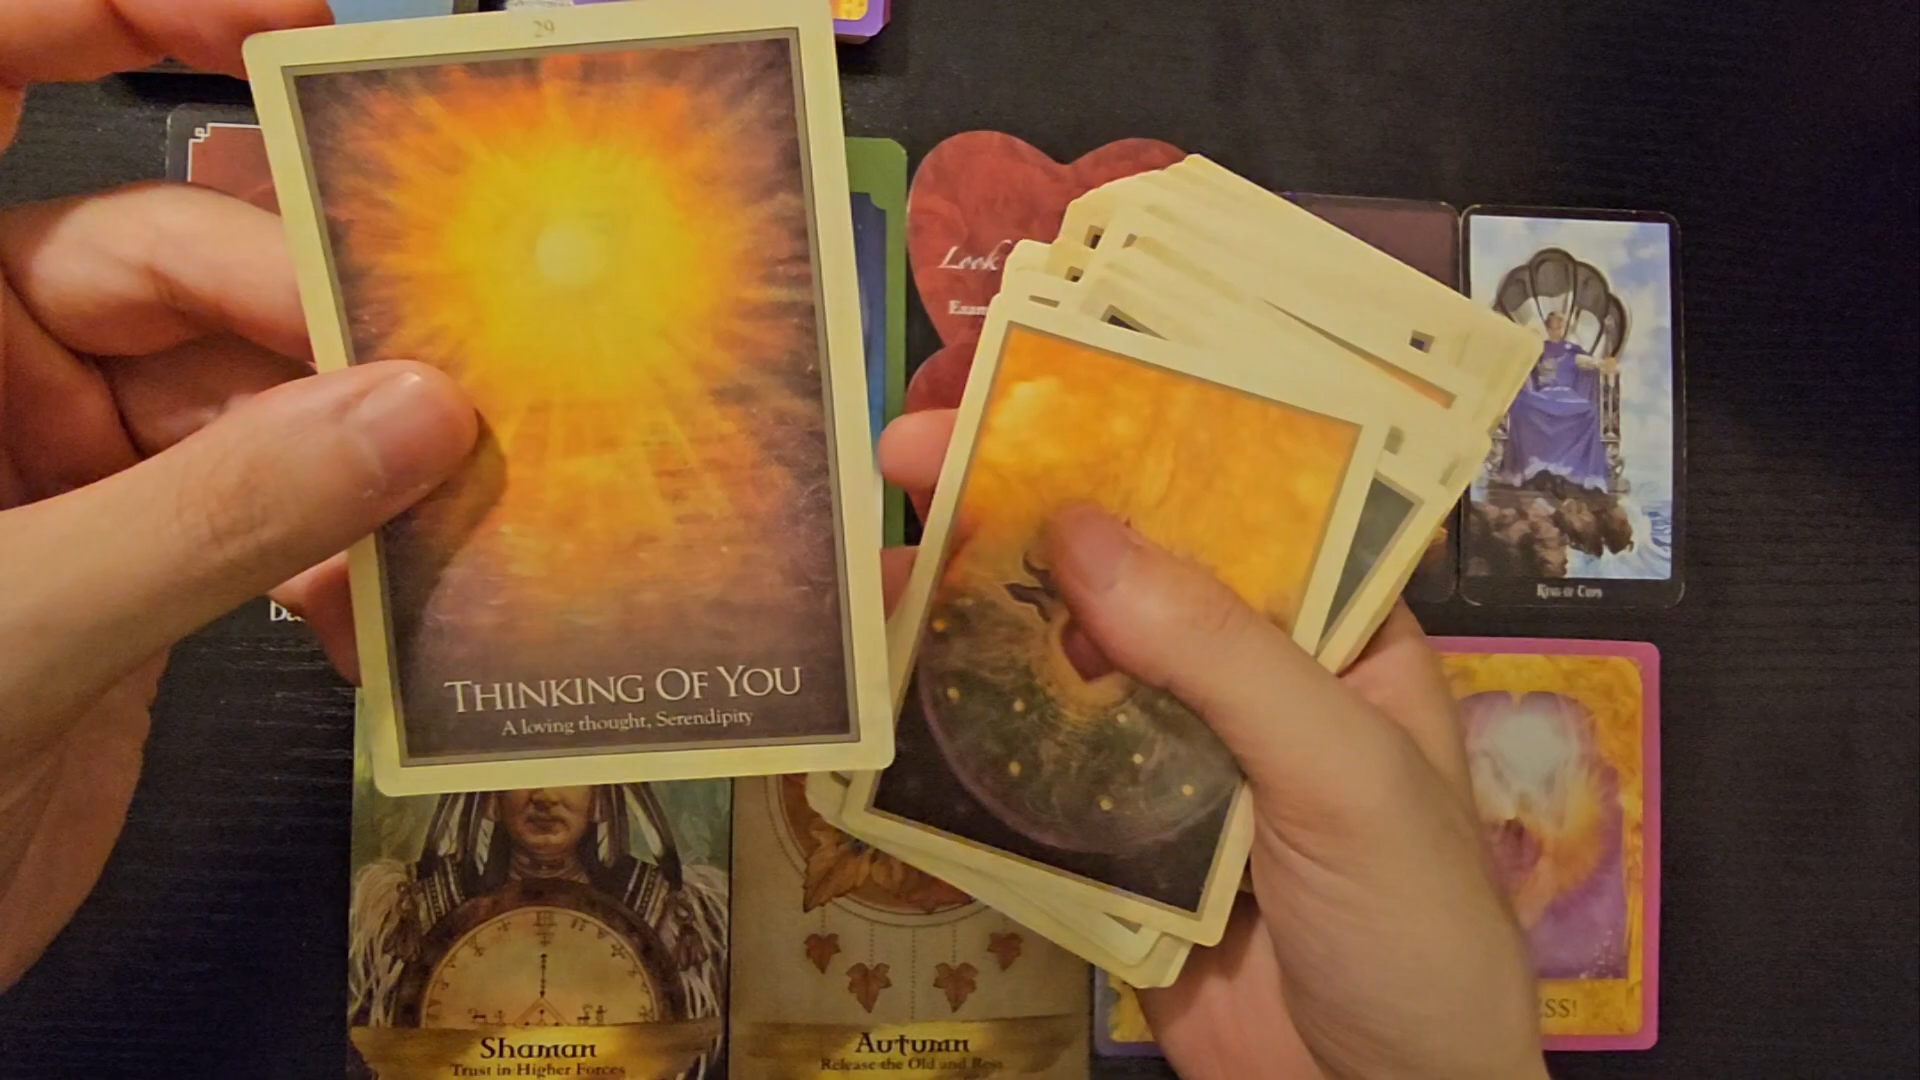 29
THINKING OF YOU
A loving thought, Serendipity
Look
KING OF CUPS
Shaman
Trust in Higher Forces
Autumn
Release the Old and Rest